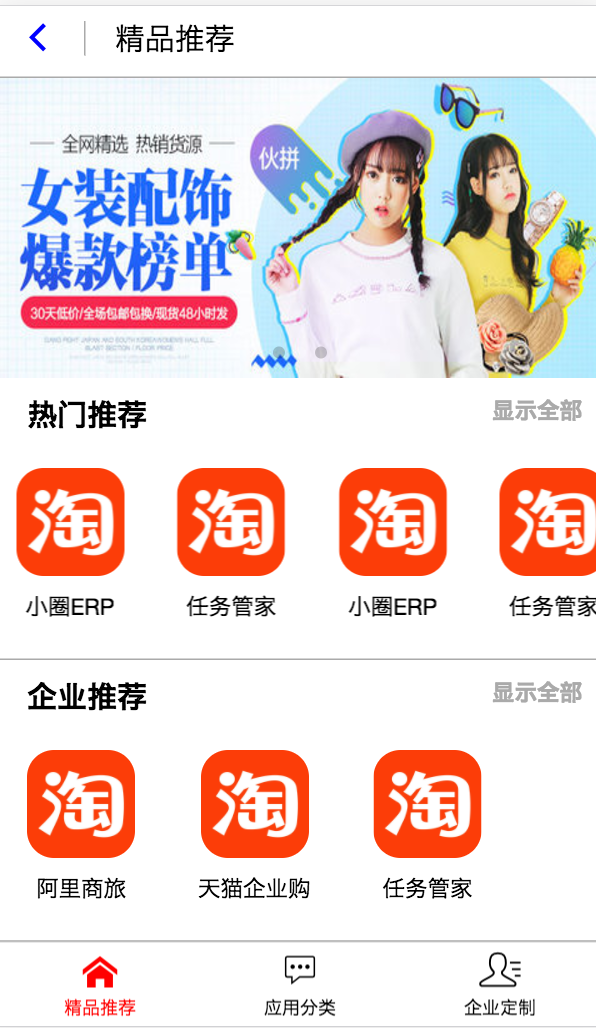 精品推荐
全网精选 热销货源
伙拼
女装配饰
爆款榜单
30天低价/全场包邮包换/现货48小时发
热门推荐
显示全部
淘 淘 淘 淘
小圈ERP 任务管家 小圈ERP 任务管家
企业推荐
显示全部
淘 淘 淘
阿里商旅 天猫企业购 任务管家
精品推荐 应用分类 企业定制